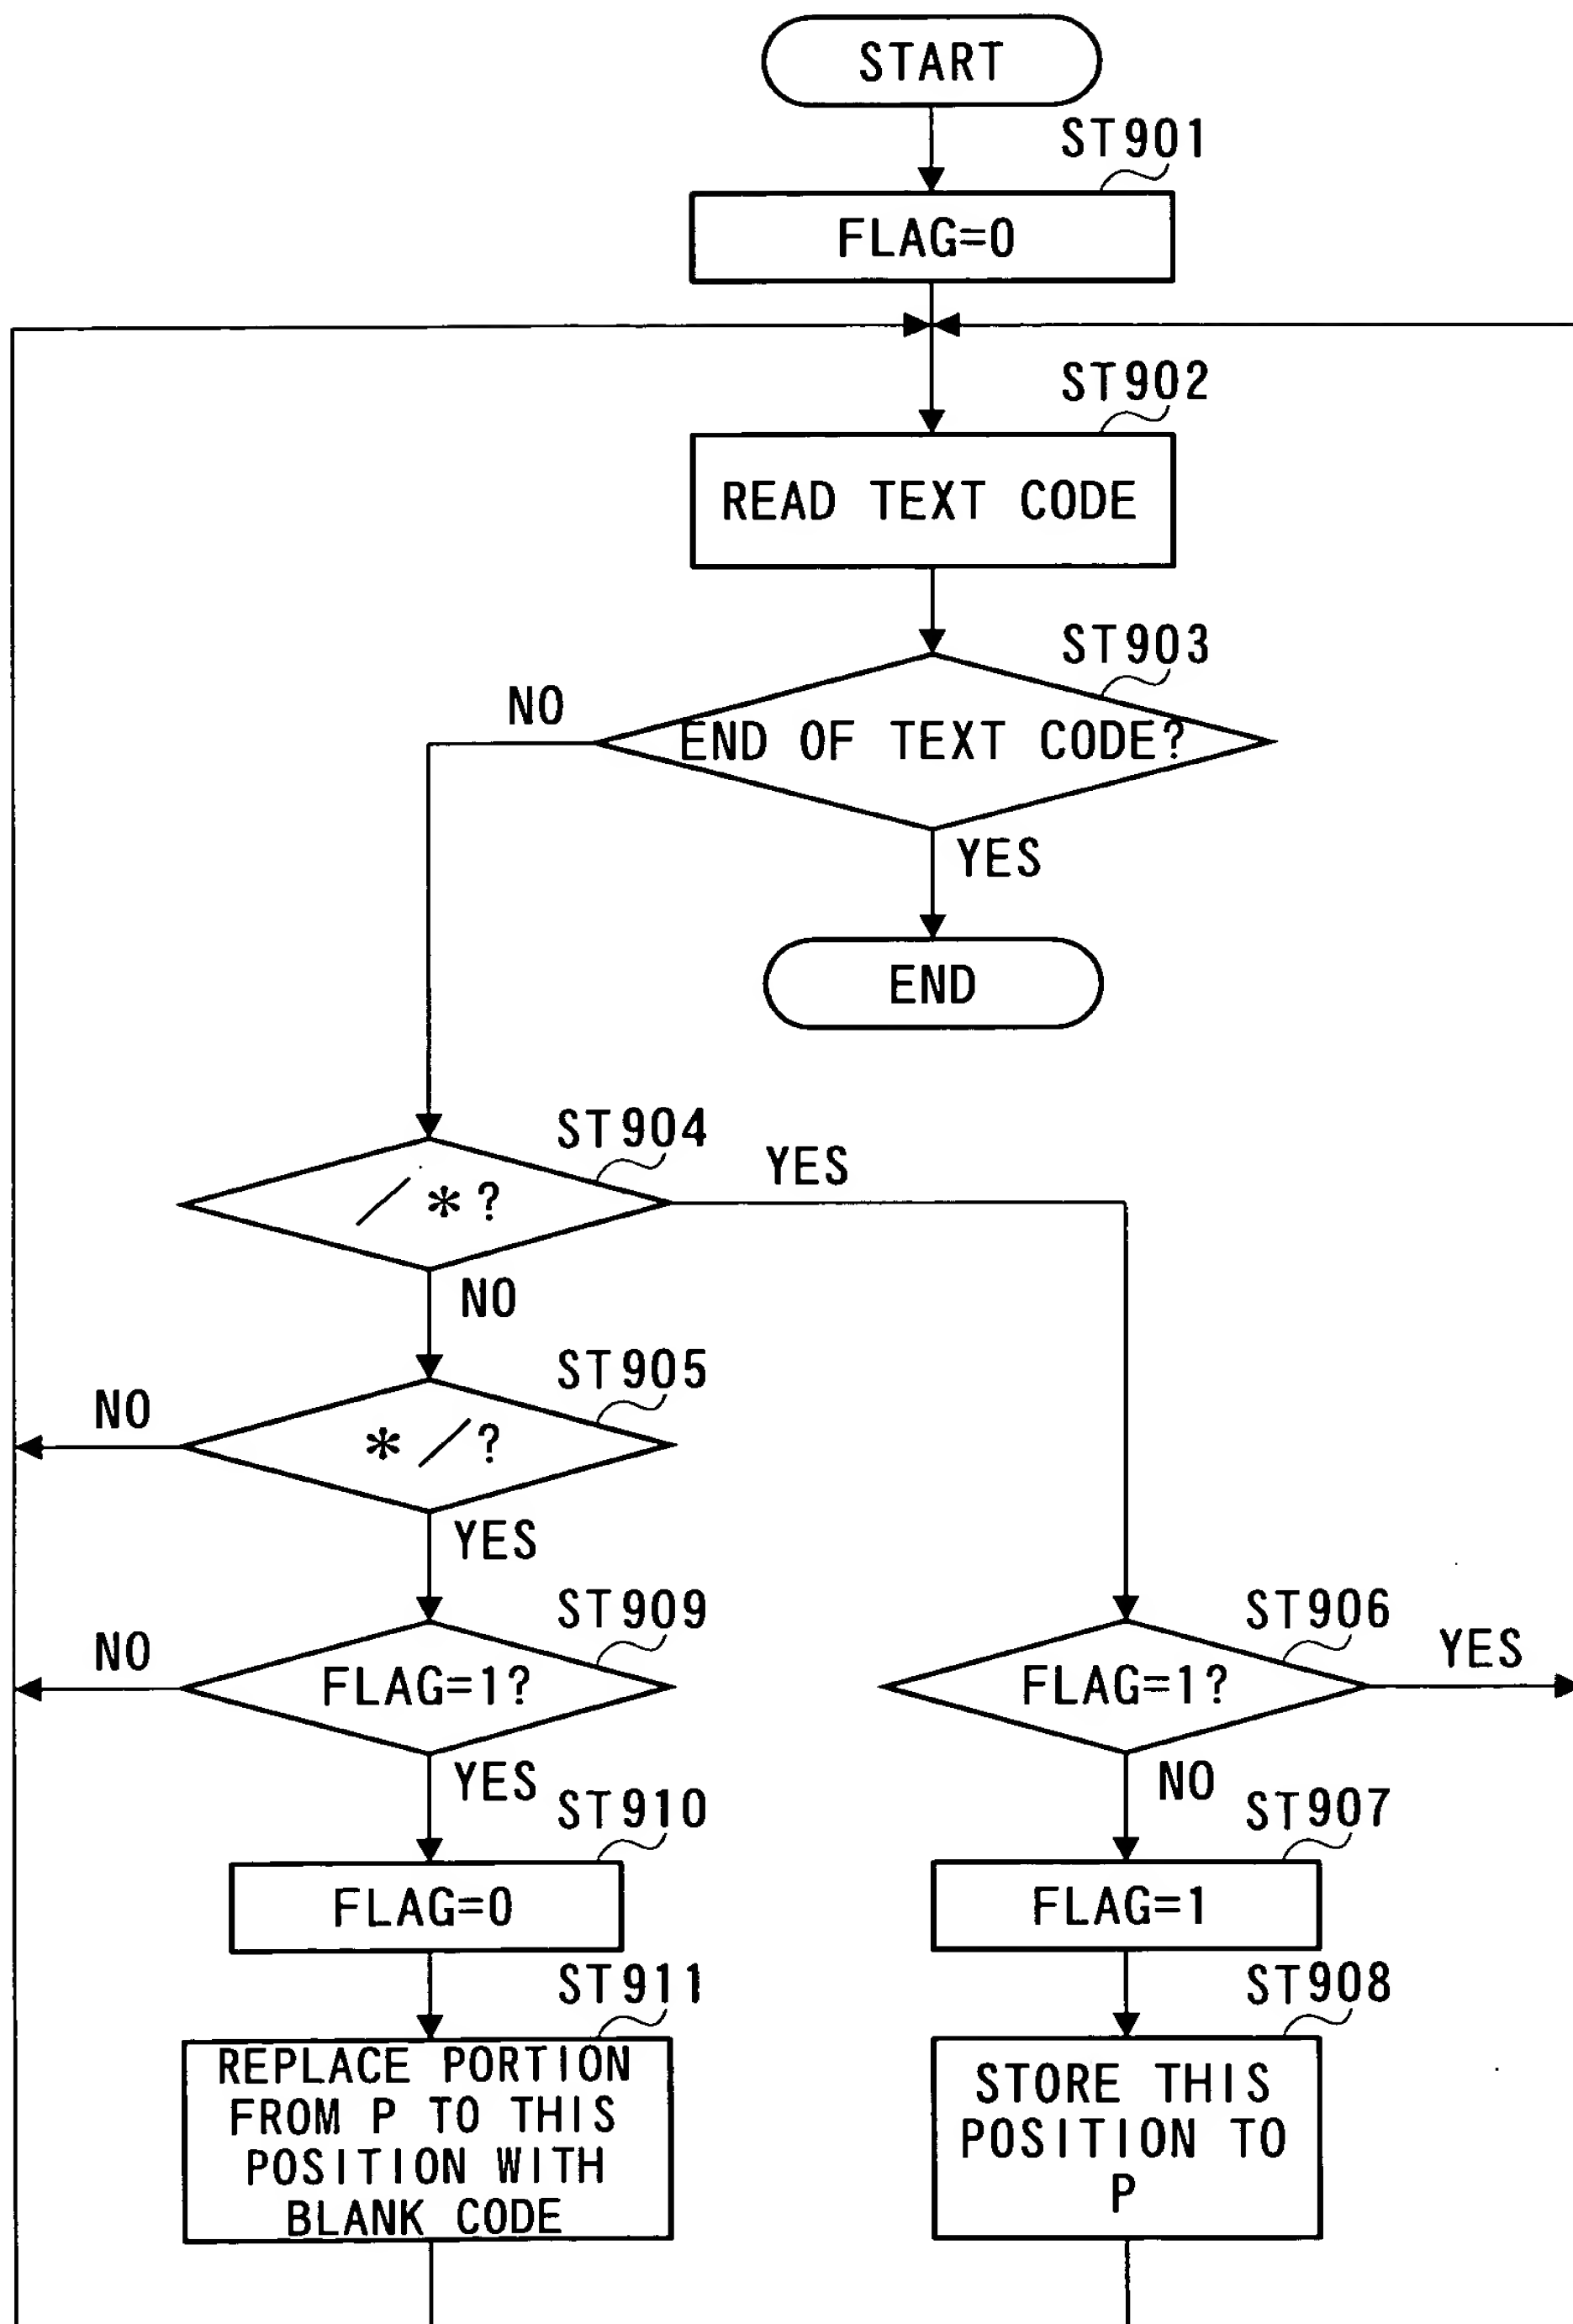 START
ST901
FLAG=0
ST902
READ TEXT CODE
ST903
NO
END OF TEXT CODE?
YES
END
ST904
YES
/*?
NO
ST905
NO
*/?
YES
ST909
NO
FLAG=1?
YES
ST906
YES
FLAG=1?
NO
ST910
FLAG=0
ST907
FLAG=1
ST911
REPLACE PORTION
FROM P TO THIS
POSITION WITH
BLANK CODE
ST908
STORE THIS
POSITION TO
P